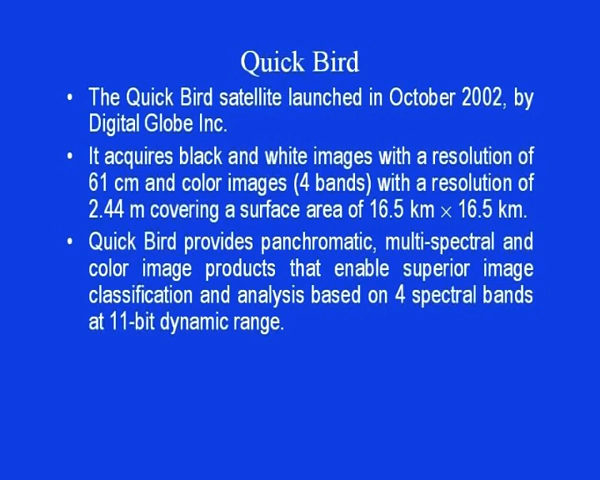 Quick Bird
• The Quick Bird satellite launched in October 2002, by
Digital Globe Inc.
• It acquires black and white images with a resolution of
61 cm and color images (4 bands) with a resolution of
2.44 m covering a surface area of 16.5 km × 16.5 km.
• Quick Bird provides panchromatic, multi-spectral and
color image products that enable superior image
classification and analysis based on 4 spectral bands
at 11-bit dynamic range.